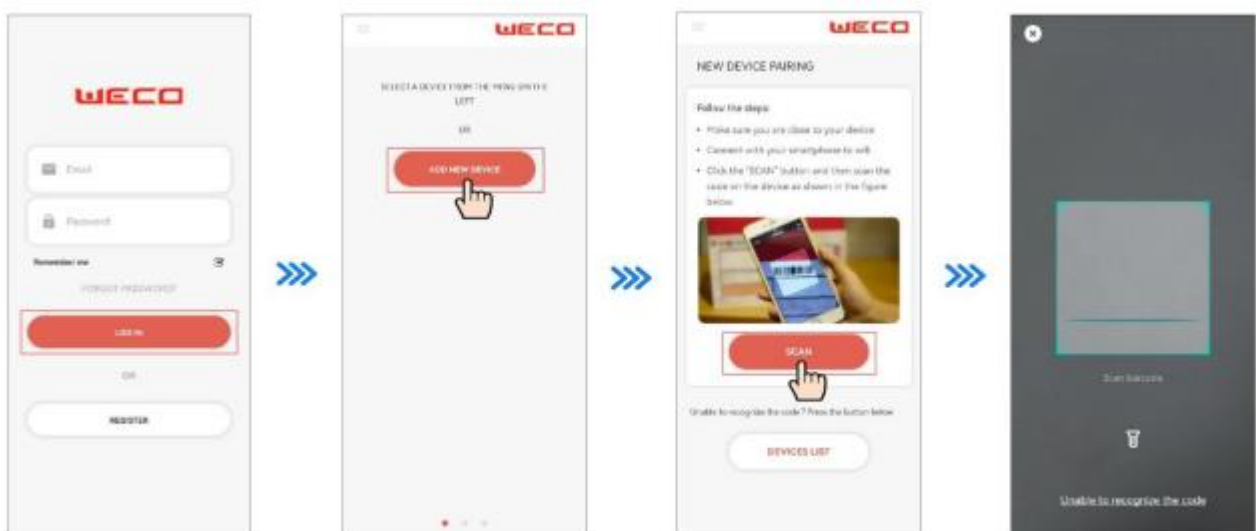 WECO
Email
Password
Remember me
FORGOT PASSWORD?
LOG IN
OR
REGISTER
WECO
SELECT A DEVICE FROM THE MENU ON THE
LEFT
OR
ADD NEW DEVICE
WECO
NEW DEVICE PAIRING
Follow the steps:
• Make sure you are close to your device
• Connect with your smartphone to wifi
• Click the "SCAN" button and then scan the
code on the device as shown in the figure
below
SCAN
Unable to recognize the code? Press the button below
DEVICES LIST
Scan barcode
Unable to recognize the code